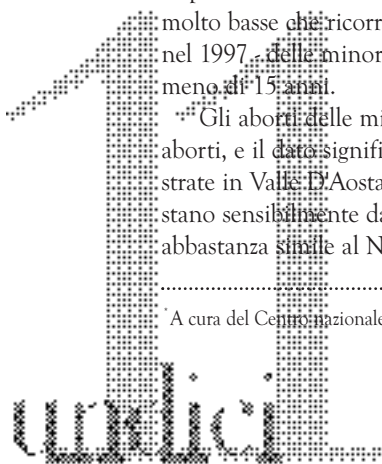 molto basse che ricorr
nel 1997 - delle minor
meno di 15 anni.
Gli aborti delle mi
aborti, e il dato signifi
strate in Valle D'Aosta
stano sensibilmente da
abbastanza simile al N
A cura del Centro nazionale
11
undici